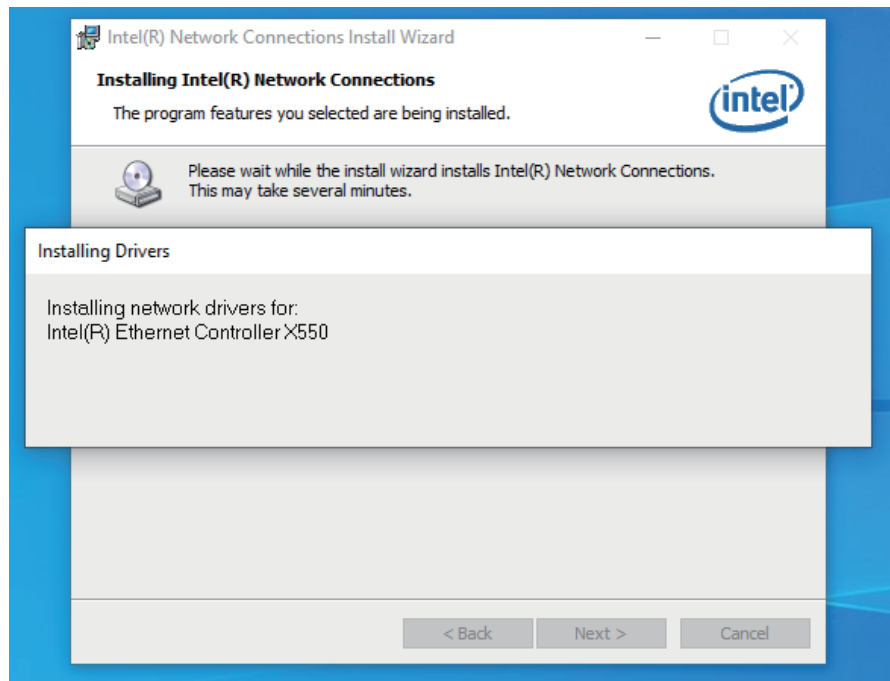 Intel(R) Network Connections Install Wizard
Installing Intel(R) Network Connections
The program features you selected are being installed.
intel
Please wait while the install wizard installs Intel(R) Network Connections.
This may take several minutes.
Installing Drivers
Installing network drivers for:
Intel(R) Ethernet Controller X550
< Back Next > Cancel